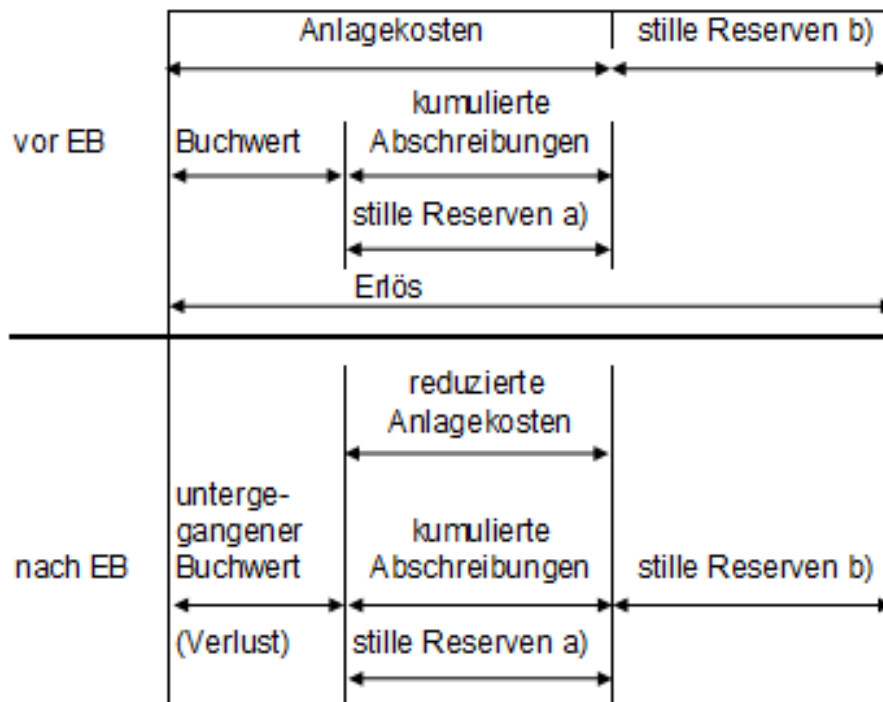 Anlagekosten stille Reserven b)
kumulierte
vor EB Buchwert Abschreibungen
stille Reserven a)
Erlös
reduzierte
Anlagekosten
unterge-
gangener kumulierte
nach EB Buchwert Abschreibungen stille Reserven b)
(Verlust) stille Reserven a)